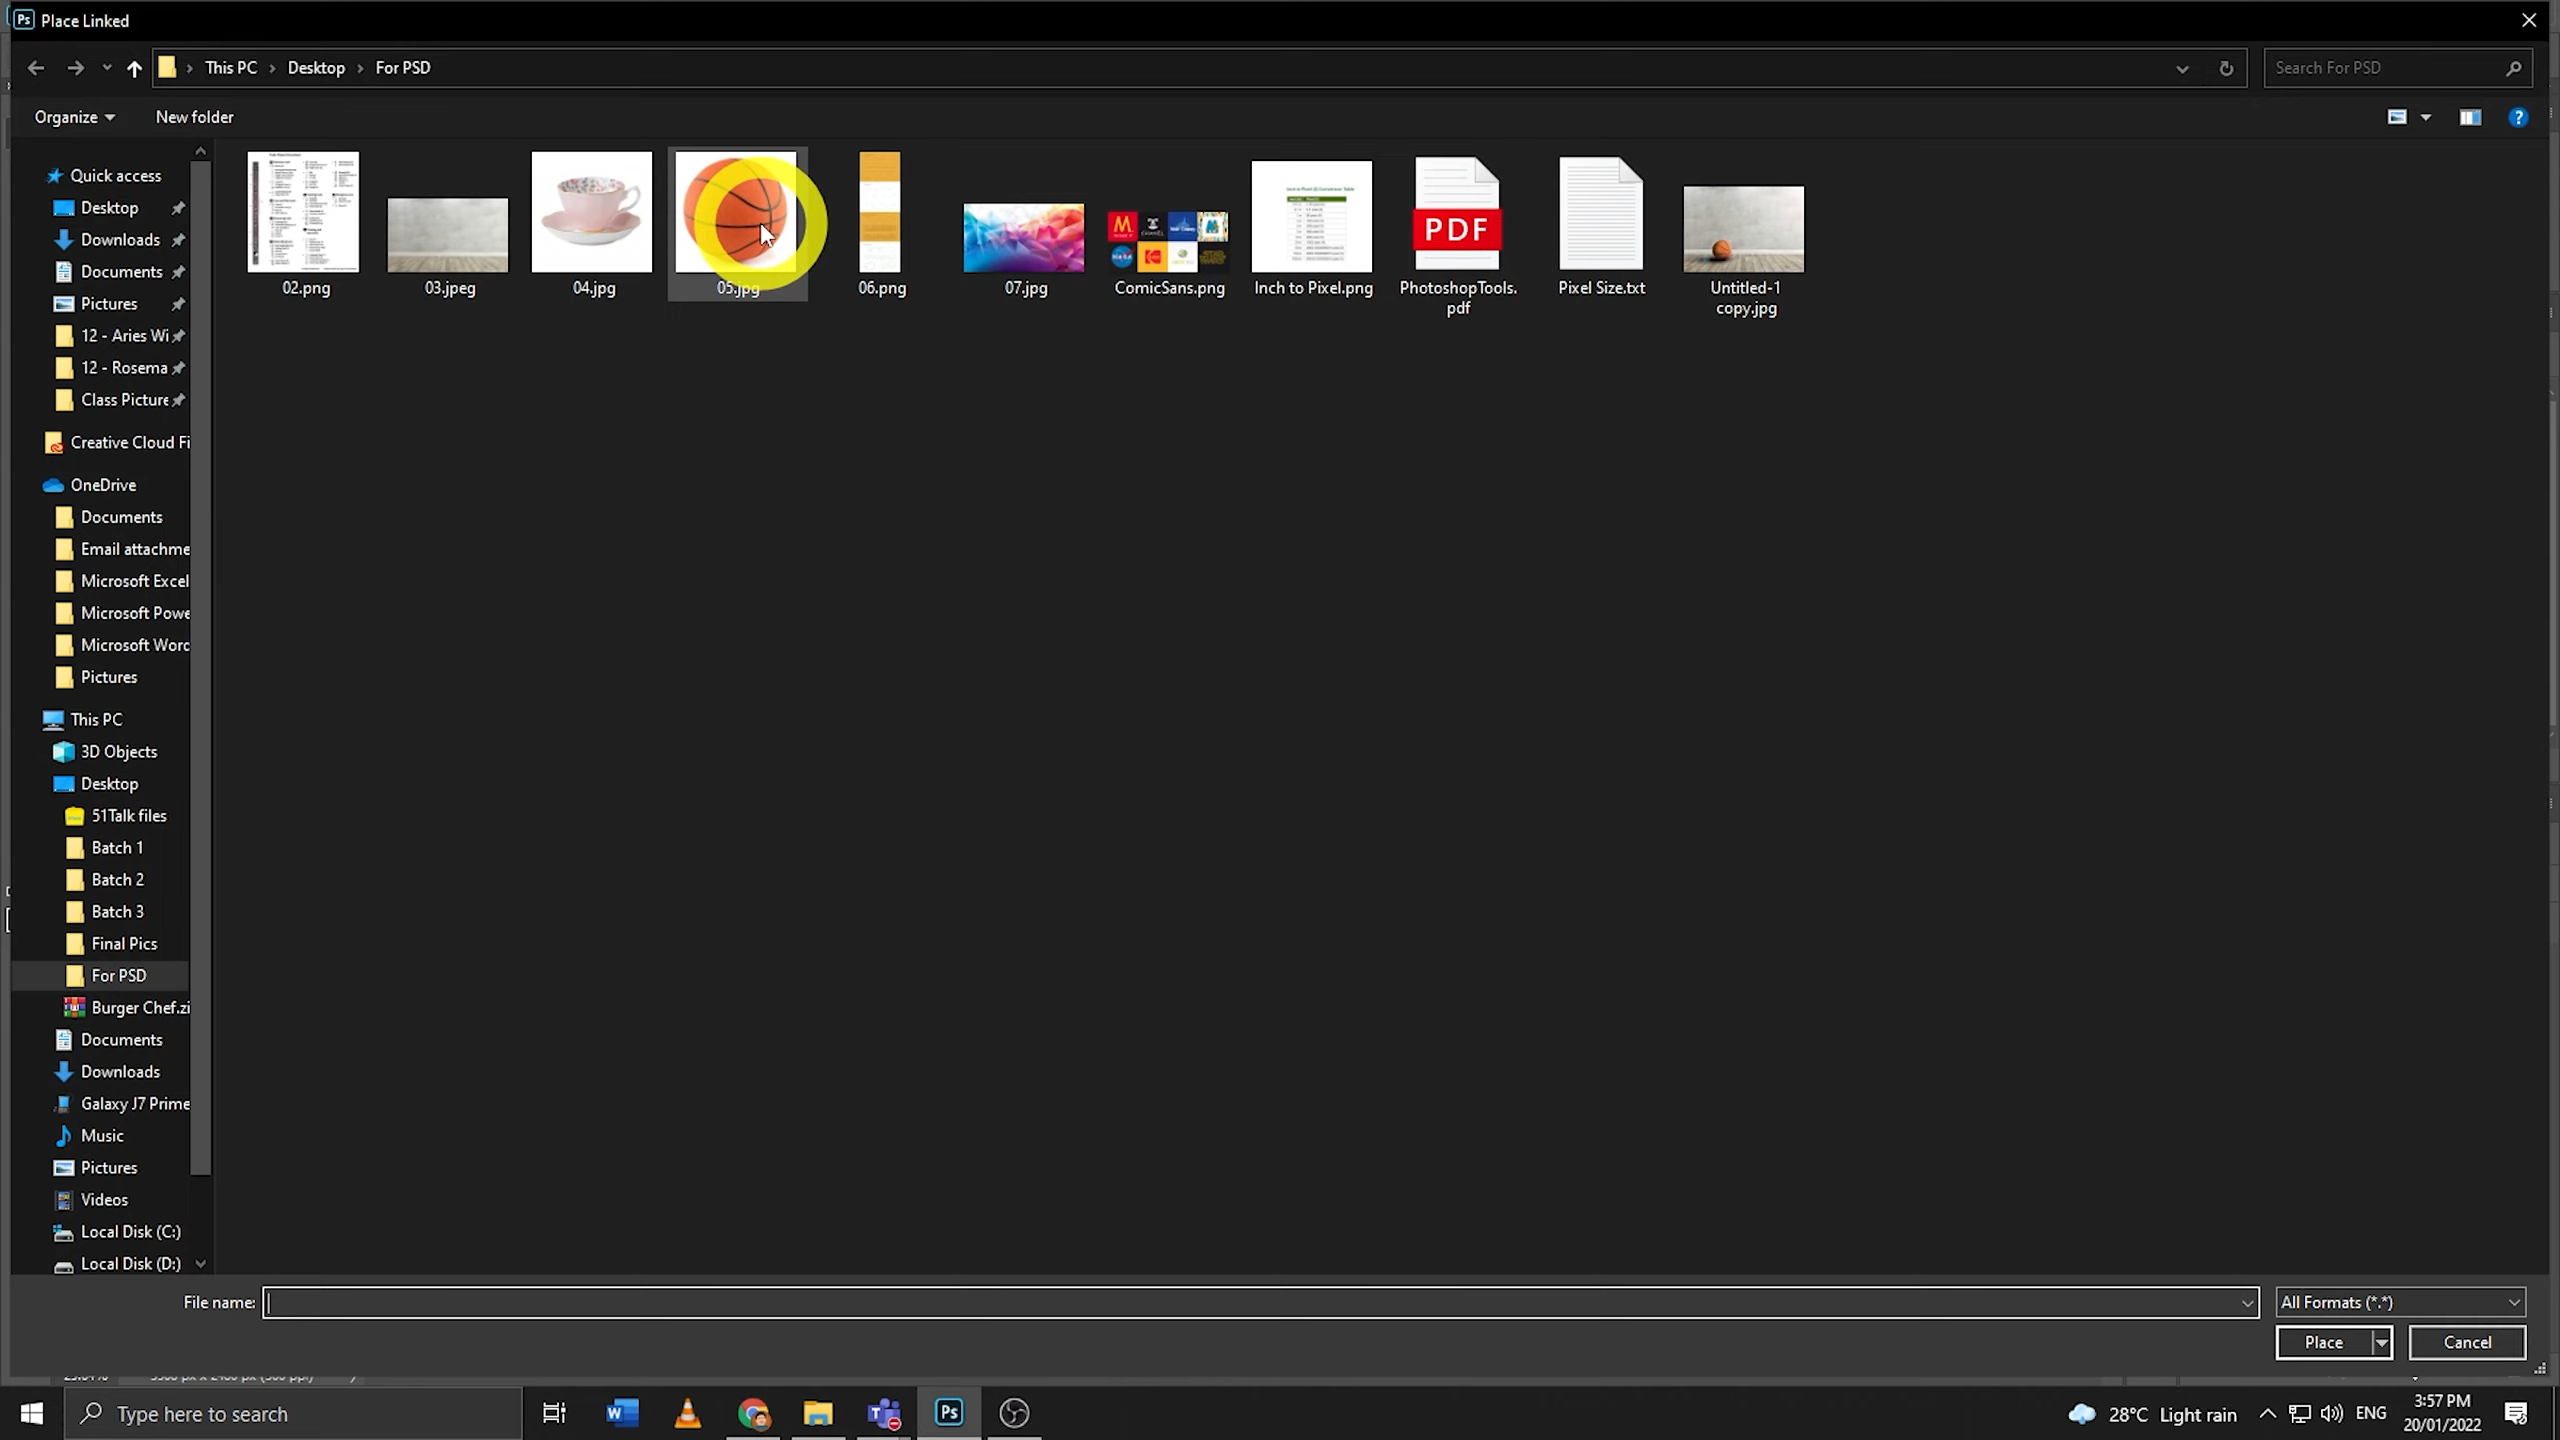 Ps Place Linked
This PC › Desktop › For PSD
Search For PSD
Organize
New folder
Quick access
Desktop
Downloads
Documents
Pictures
12 - Aries Wi
12 - Rosema
Class Picture
Creative Cloud Fi
OneDrive
Documents
Email attachme
Microsoft Excel
Microsoft Powe
Microsoft Word
Pictures
This PC
3D Objects
Desktop
51Talk files
Batch 1
Batch 2
Batch 3
Final Pics
For PSD
Burger Chef.zi
Documents
Downloads
Galaxy J7 Prime
Music
Pictures
Videos
Local Disk (C:)
Local Disk (D:)
02.png
03.jpeg
04.jpg
05.jpg
06.png
07.jpg
ComicSans.png
Inch to Pixel.png
PDF
PhotoshopTools.
pdf
Pixel Size.txt
Untitled-1
copy.jpg
File name:
All Formats (*.*)
Place
Cancel
Type here to search
28°C Light rain
ENG
3:57 PM
20/01/2022